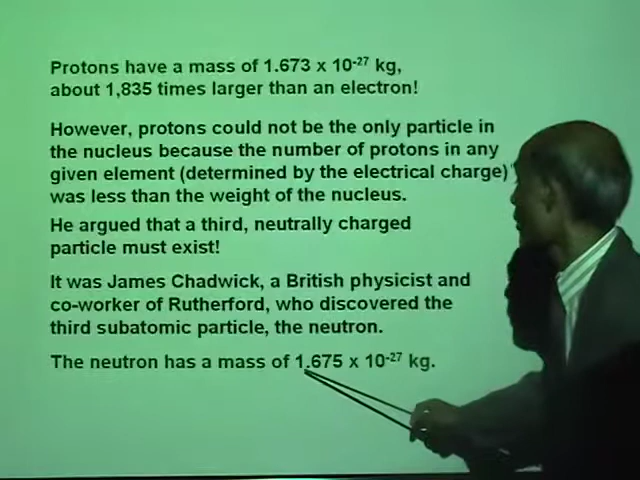 Protons have a mass of 1.673 x 10⁻²⁷ kg,
about 1,835 times larger than an electron!
However, protons could not be the only particle in
the nucleus because the number of protons in any
given element (determined by the electrical charge)
was less than the weight of the nucleus.
He argued that a third, neutrally charged
particle must exist!
It was James Chadwick, a British physicist and
co-worker of Rutherford, who discovered the
third subatomic particle, the neutron.
The neutron has a mass of 1.675 x 10⁻²⁷ kg.